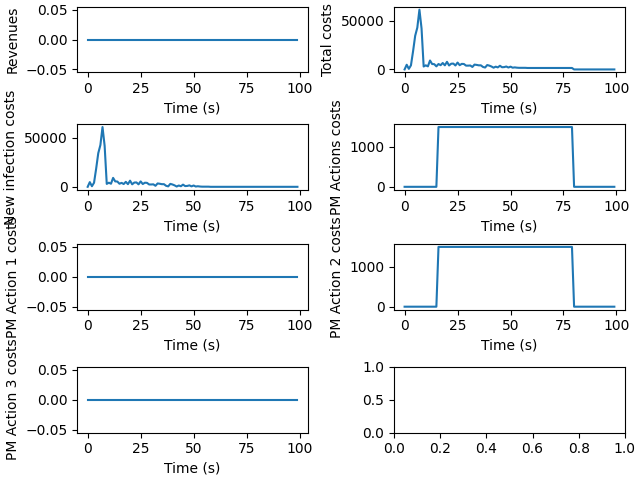 Revenues
0.05
0.00
−0.05
0 25 50 75 100
Time (s)
Total costs
50000
0
0 25 50 75 100
Time (s)
New infection costs
50000
0
0 25 50 75 100
Time (s)
PM Actions costs
1000
0
0 25 50 75 100
Time (s)
PM Action 1 costs
0.05
0.00
−0.05
0 25 50 75 100
Time (s)
PM Action 2 costs
1000
0
0 25 50 75 100
Time (s)
PM Action 3 costs
0.05
0.00
−0.05
0 25 50 75 100
Time (s)
1.0
0.5
0.0
0.0 0.2 0.4 0.6 0.8 1.0